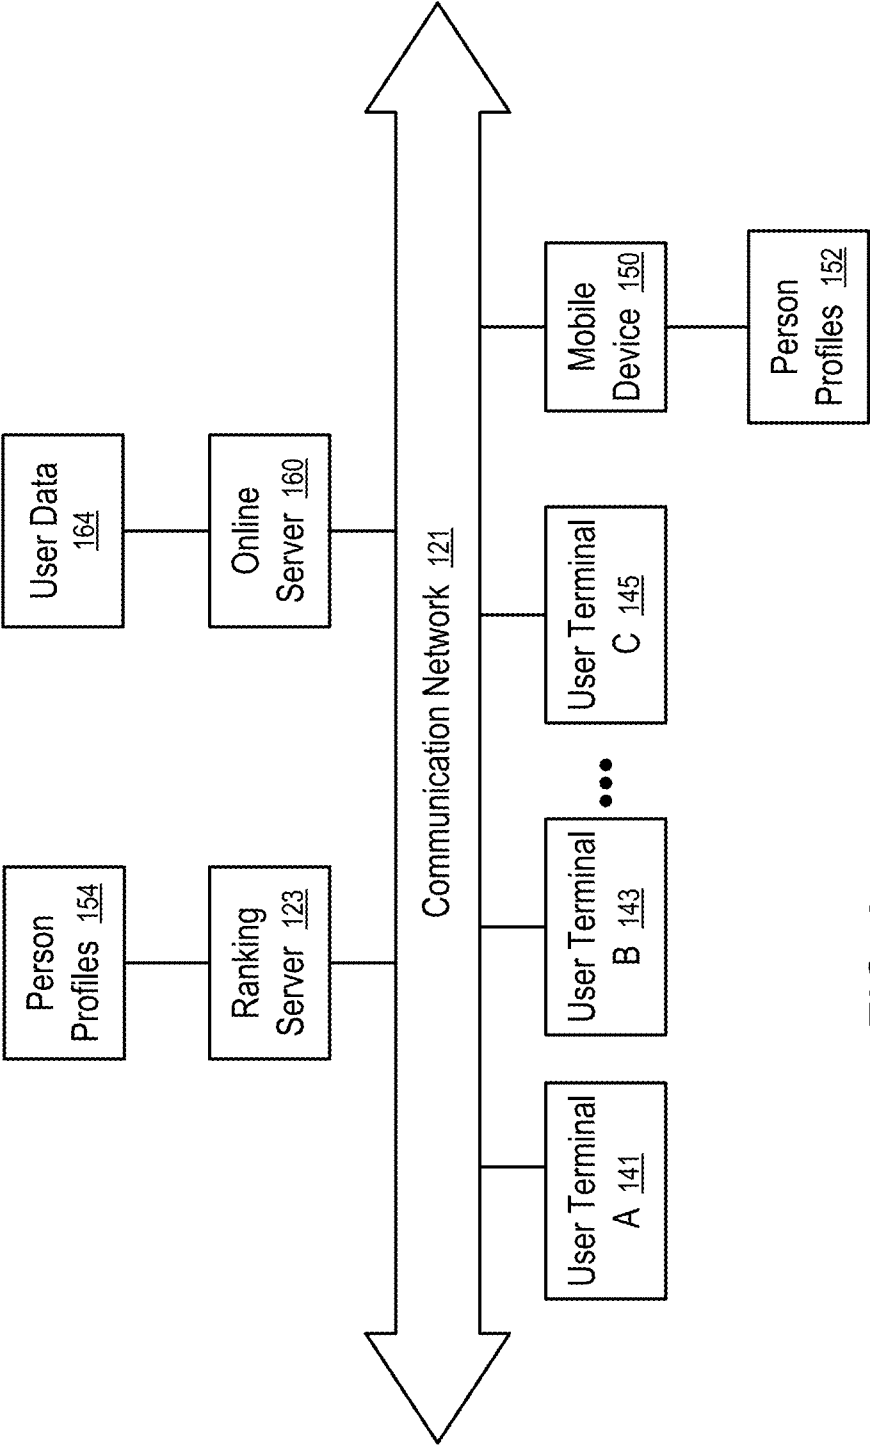 Person
Profiles 154
User Data
164
Ranking
Server 123
Online
Server 160
Communication Network 121
User Terminal
A 141
User Terminal
B 143
User Terminal
C 145
Mobile
Device 150
Person
Profiles 152